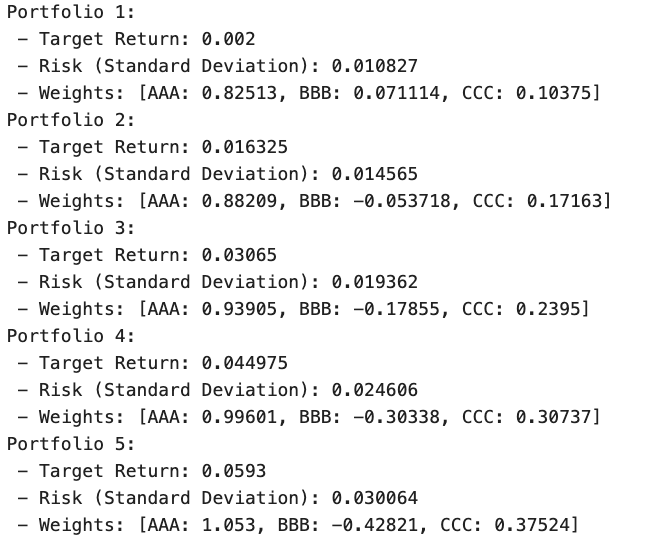 Portfolio 1:
– Target Return: 0.002
– Risk (Standard Deviation): 0.010827
– Weights: [AAA: 0.82513, BBB: 0.071114, CCC: 0.10375]
Portfolio 2:
– Target Return: 0.016325
– Risk (Standard Deviation): 0.014565
– Weights: [AAA: 0.88209, BBB: −0.053718, CCC: 0.17163]
Portfolio 3:
– Target Return: 0.03065
– Risk (Standard Deviation): 0.019362
– Weights: [AAA: 0.93905, BBB: −0.17855, CCC: 0.2395]
Portfolio 4:
– Target Return: 0.044975
– Risk (Standard Deviation): 0.024606
– Weights: [AAA: 0.99601, BBB: −0.30338, CCC: 0.30737]
Portfolio 5:
– Target Return: 0.0593
– Risk (Standard Deviation): 0.030064
– Weights: [AAA: 1.053, BBB: −0.42821, CCC: 0.37524]